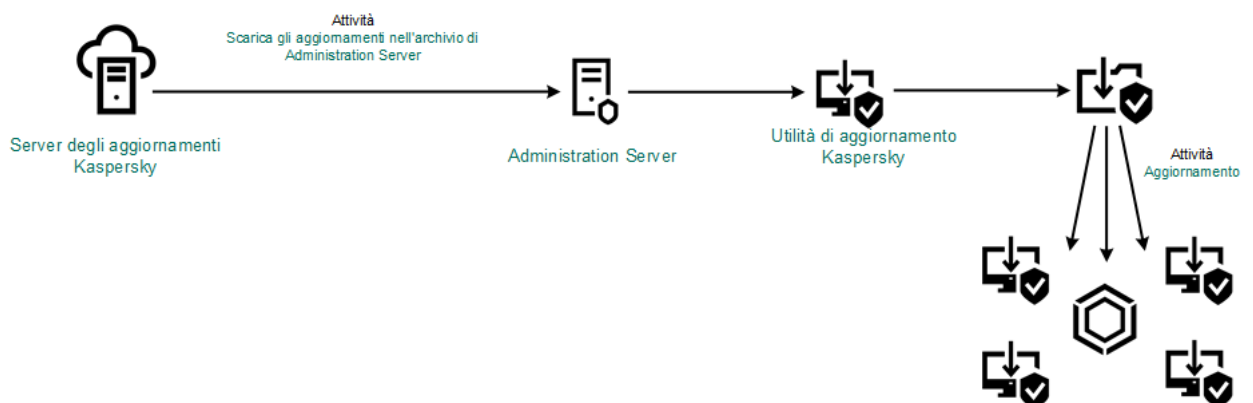 Attività
Scarica gli aggiornamenti nell'archivio di
Administration Server
Server degli aggiornamenti
Kaspersky
Administration Server
Utilità di aggiornamento
Kaspersky
Attività
Aggiornamento